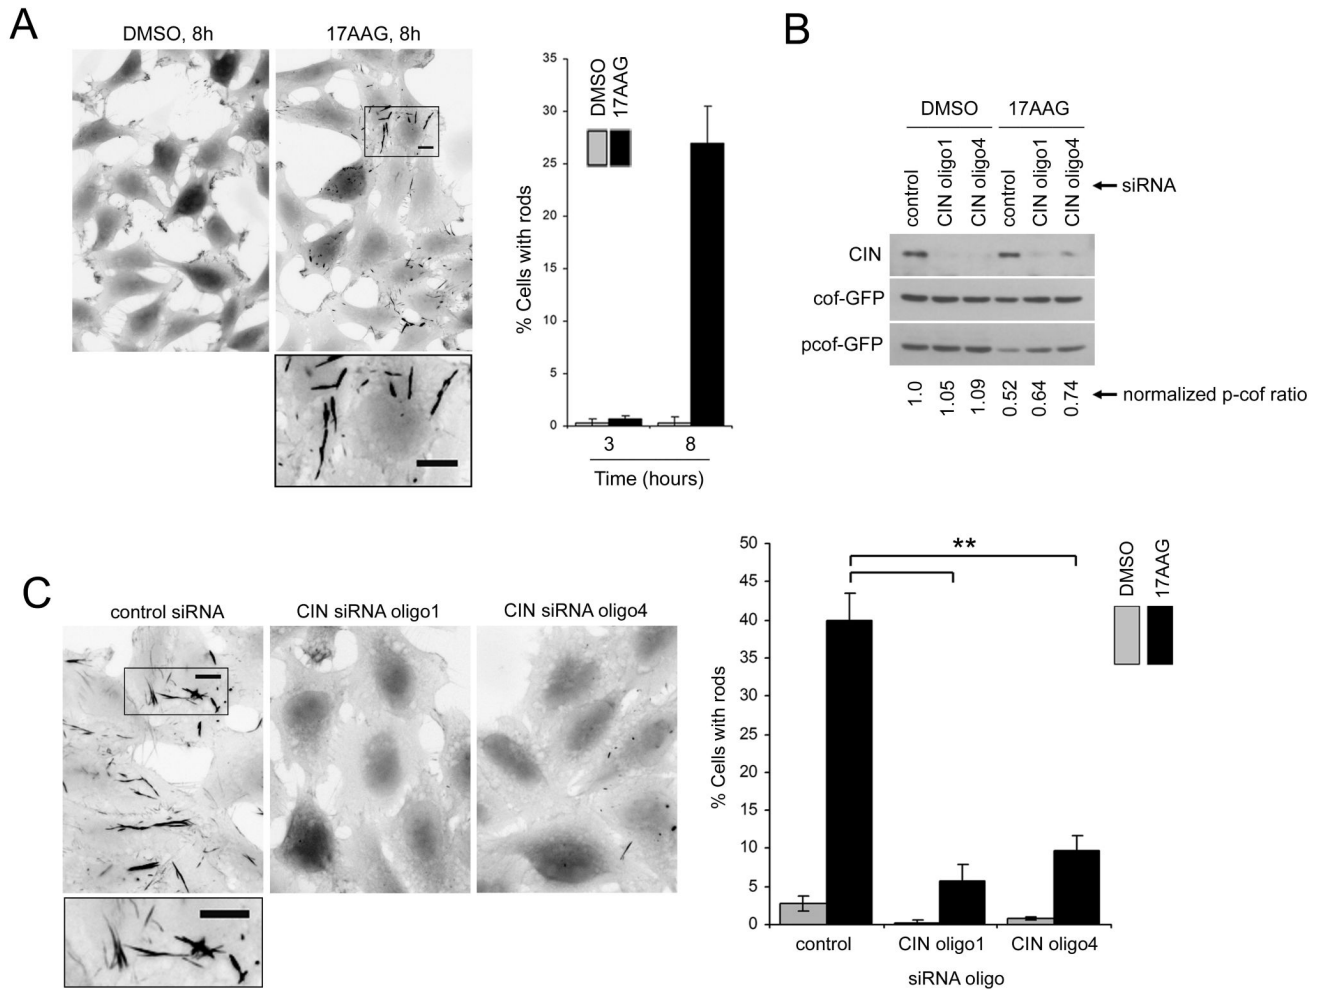 A
DMSO, 8h
17AAG, 8h
% Cells with rods
35
30
25
20
15
10
5
0
DMSO
17AAG
3
8
Time (hours)
B
DMSO
17AAG
control
CIN oligo1
CIN oligo4
control
CIN oligo1
CIN oligo4
siRNA
CIN
cof-GFP
pcof-GFP
1.0
1.05
1.09
0.52
0.64
0.74
normalized p-cof ratio
C
control siRNA
CIN siRNA oligo1
CIN siRNA oligo4
% Cells with rods
50
45
40
35
30
25
20
15
10
5
0
**
DMSO
17AAG
control
CIN oligo1
CIN oligo4
siRNA oligo